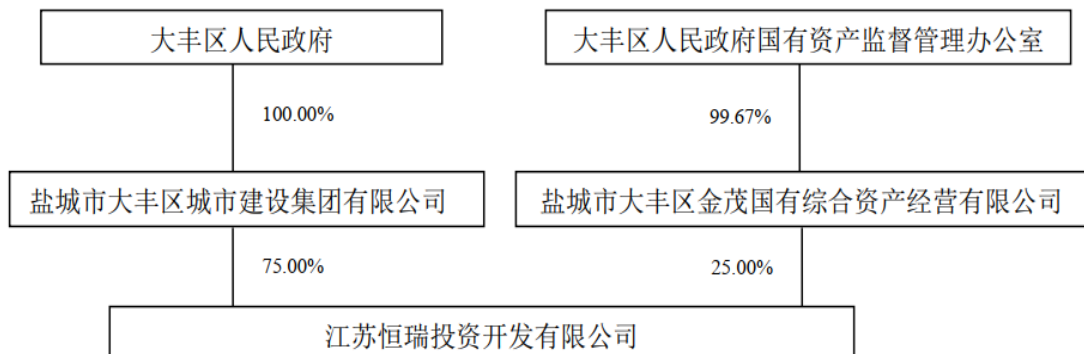 大丰区人民政府
大丰区人民政府国有资产监督管理办公室
100.00%
99.67%
盐城市大丰区城市建设集团有限公司
盐城市大丰区金茂国有综合资产经营有限公司
75.00%
25.00%
江苏恒瑞投资开发有限公司